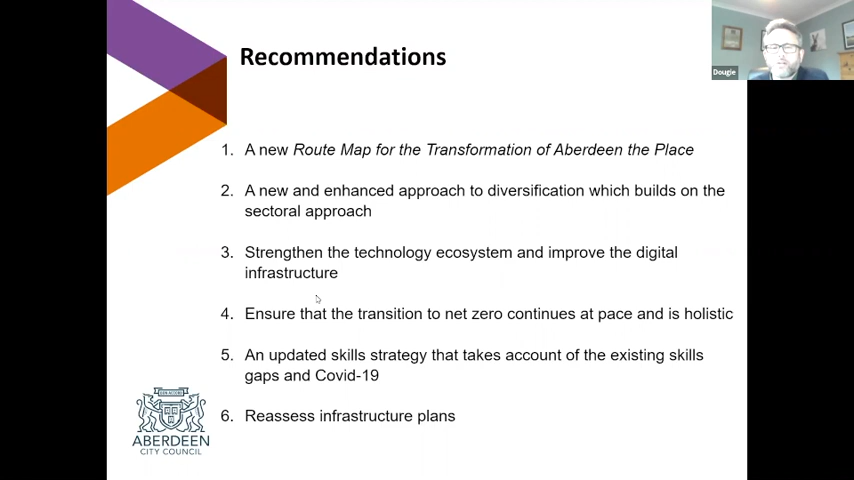 Recommendations
Dougie
1. A new Route Map for the Transformation of Aberdeen the Place
2. A new and enhanced approach to diversification which builds on the
sectoral approach
3. Strengthen the technology ecosystem and improve the digital
infrastructure
4. Ensure that the transition to net zero continues at pace and is holistic
5. An updated skills strategy that takes account of the existing skills
gaps and Covid-19
6. Reassess infrastructure plans
ABERDEEN
CITY COUNCIL